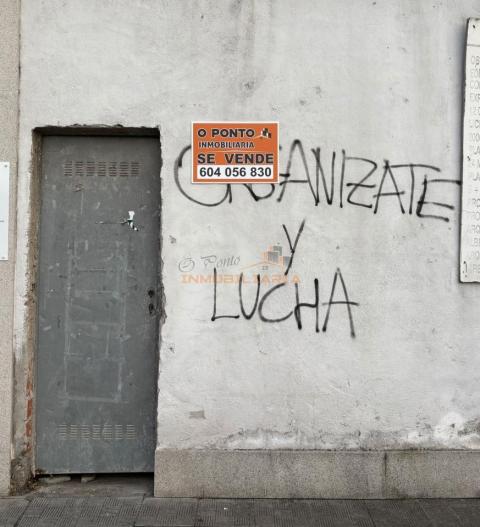 O PONTO
INMOBILIARIA
SE VENDE
604 056 830
ORGANIZATE
Y
LUCHA
O Ponto
INMOBILIARIA